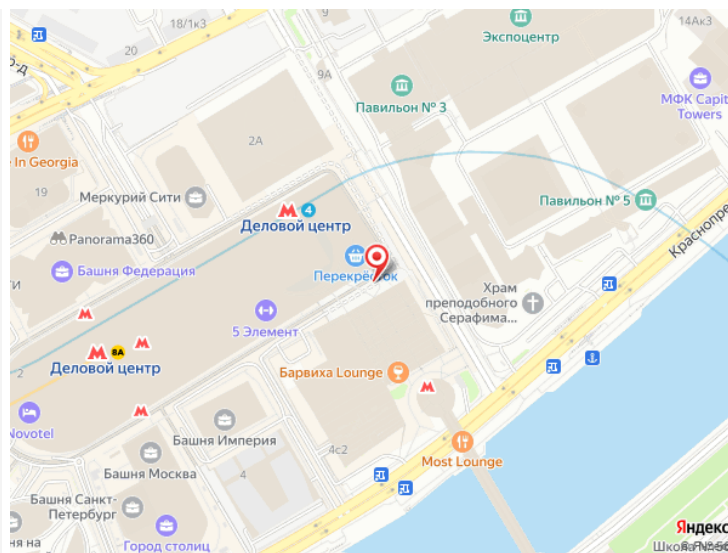 18/1к3
14Ак3
20
Экспоцентр
9А
Павильон № 3
МФК Capit
Towers
2А
e In Georgia
19
Меркурий Сити
Павильон № 5
4
Деловой центр
Краснопре
Panorama360
Перекрёсток
Башня Федерация
Храм
преподобного
Серафима...
5 Элемент
8А
Деловой центр
2
Барвиха Lounge
Novotel
Башня Империя
4с2
Most Lounge
Башня Москва
4
Башня Санкт-
Петербург
Город столиц
Яндекс